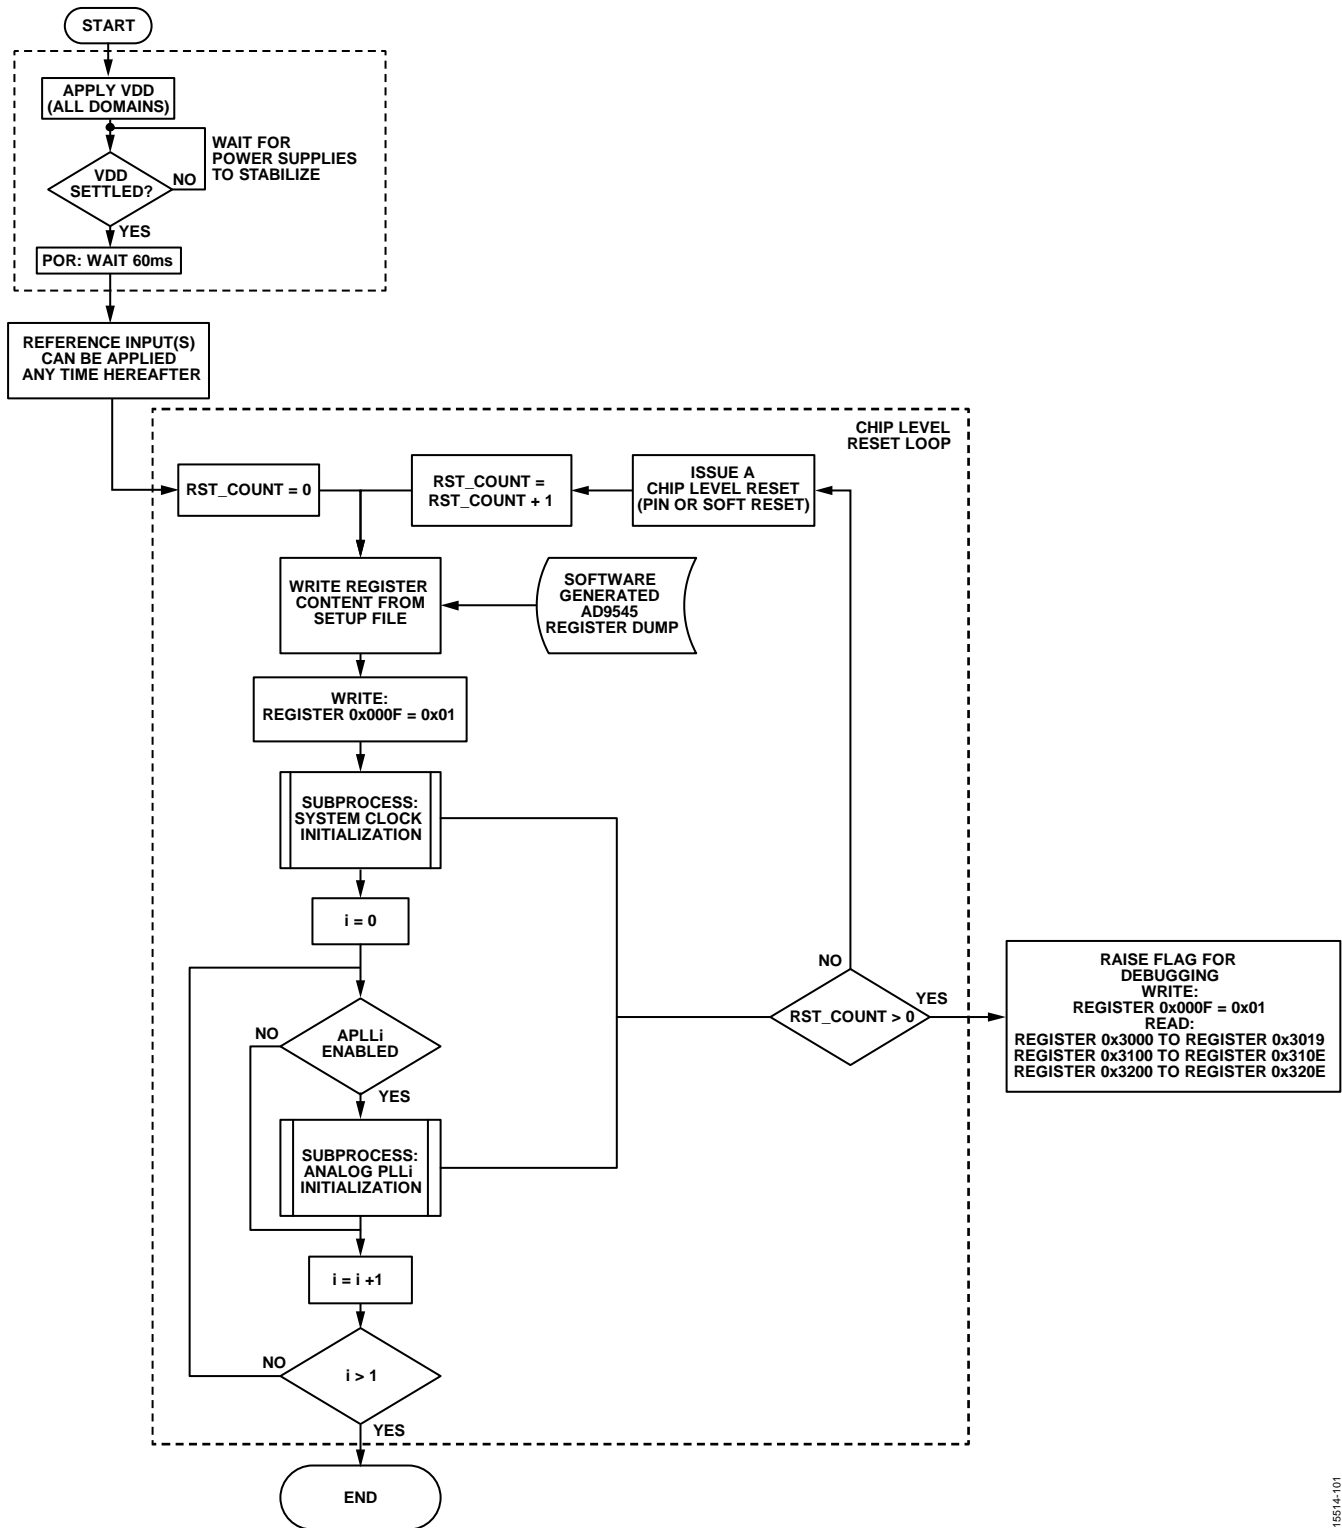 START
APPLY VDD
(ALL DOMAINS)
WAIT FOR
POWER SUPPLIES
TO STABILIZE
VDD
SETTLED?
NO
YES
POR: WAIT 60ms
REFERENCE INPUT(S)
CAN BE APPLIED
ANY TIME HEREAFTER
CHIP LEVEL
RESET LOOP
RST_COUNT = 0
RST_COUNT =
RST_COUNT + 1
ISSUE A
CHIP LEVEL RESET
(PIN OR SOFT RESET)
WRITE REGISTER
CONTENT FROM
SETUP FILE
SOFTWARE
GENERATED
AD9545
REGISTER DUMP
WRITE:
REGISTER 0x000F = 0x01
SUBPROCESS:
SYSTEM CLOCK
INITIALIZATION
i = 0
APLLi
ENABLED
NO
YES
SUBPROCESS:
ANALOG PLLi
INITIALIZATION
i = i +1
i > 1
NO
YES
END
RST_COUNT > 0
NO
YES
RAISE FLAG FOR
DEBUGGING
WRITE:
REGISTER 0x000F = 0x01
READ:
REGISTER 0x3000 TO REGISTER 0x3019
REGISTER 0x3100 TO REGISTER 0x310E
REGISTER 0x3200 TO REGISTER 0x320E
15514-101